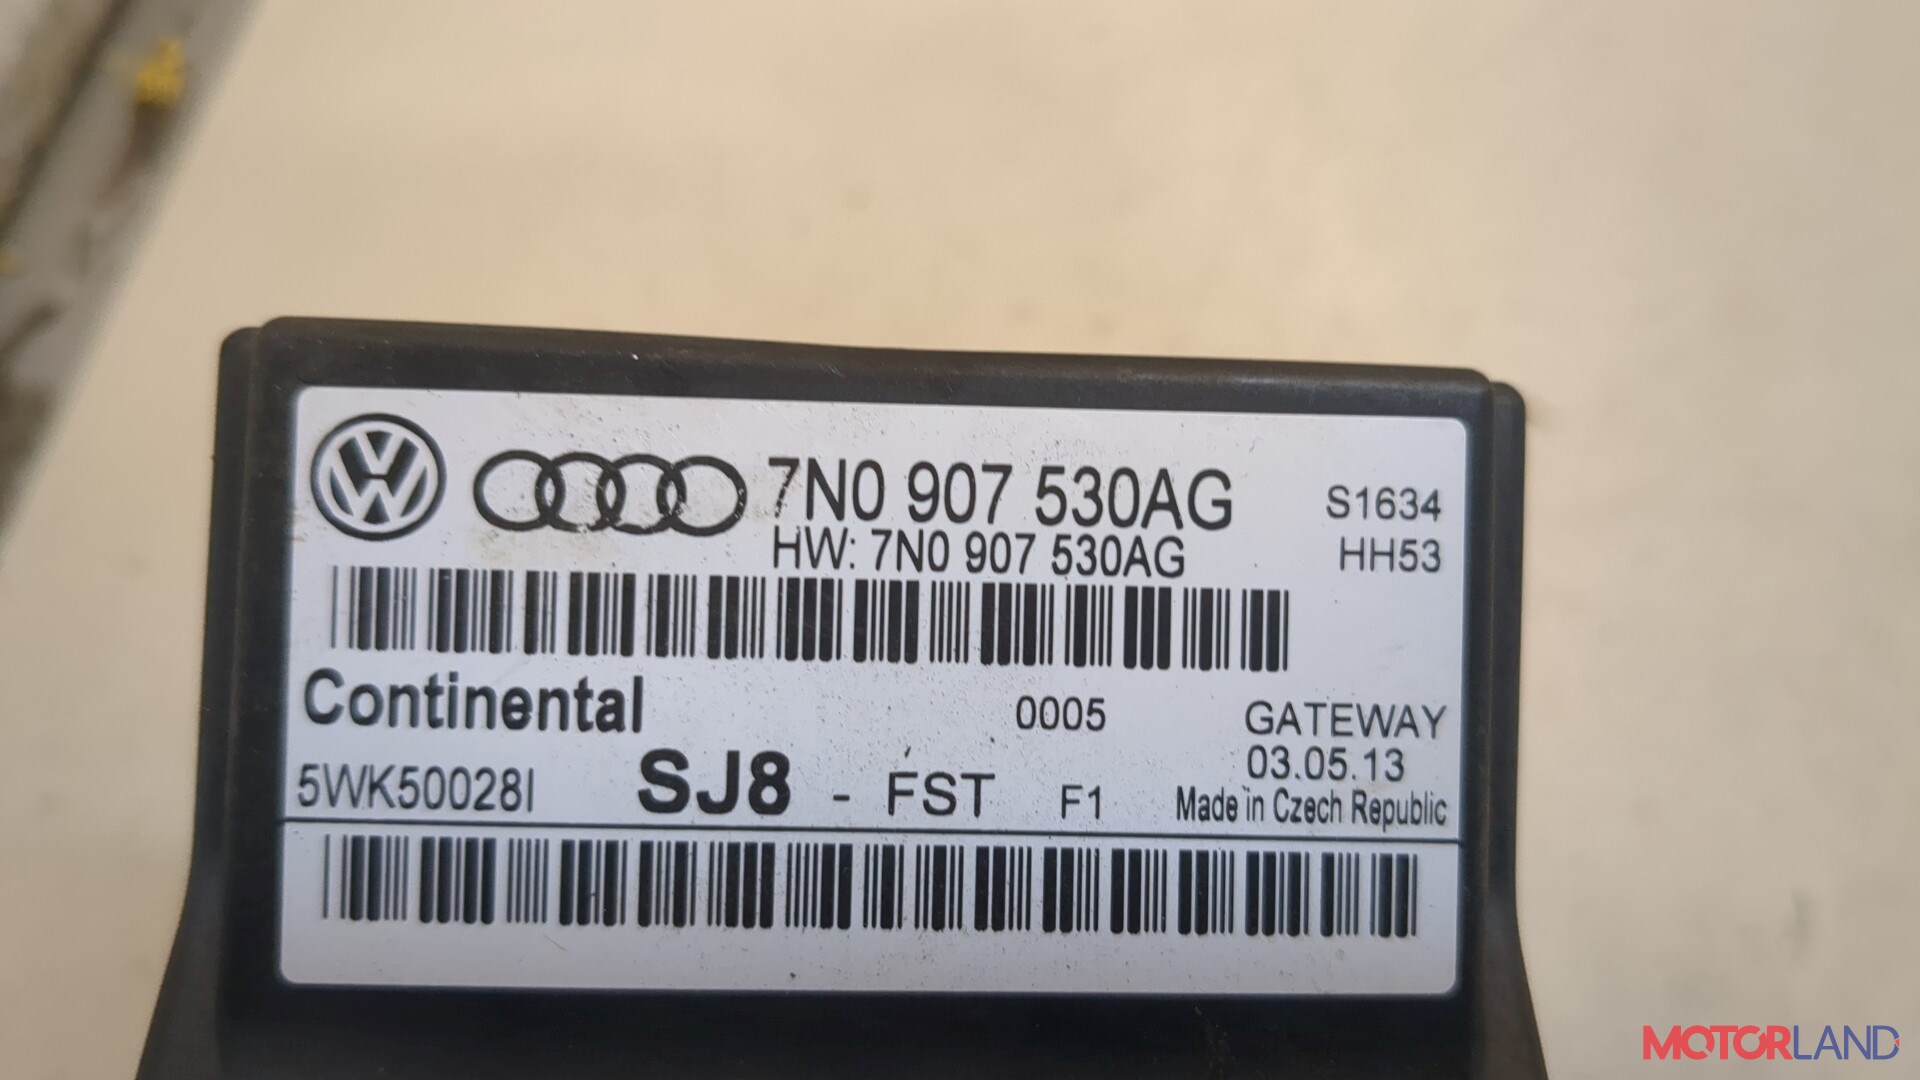 7N0 907 530AG
S1634
HW: 7N0 907 530AG
HH53
Continental
0005
GATEWAY
03.05.13
5WK50028I
SJ8 - FST F1
Made in Czech Republic
MOTORLAND